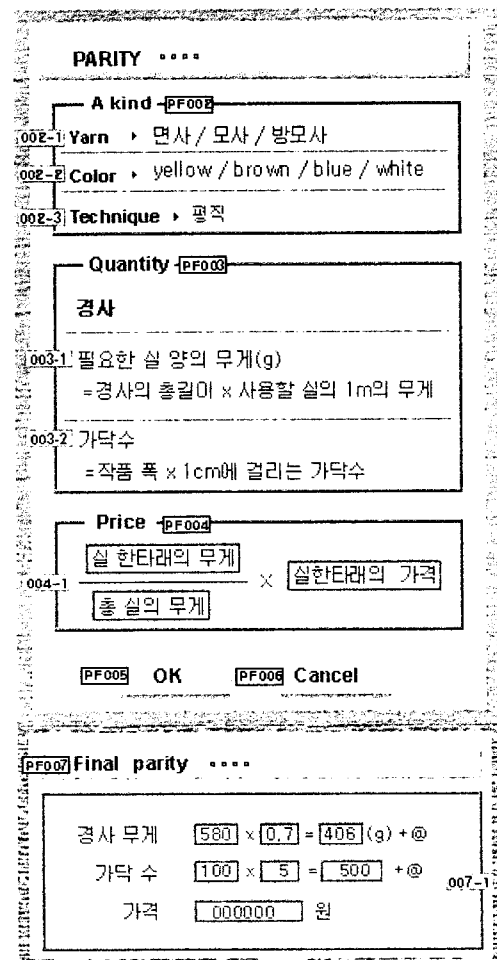 PARITY
A kind PF002
002-1 Yarn 면사 / 모사 / 방모사
002-2 Color yellow / brown / blue / white
002-3 Technique 평직
Quantity PF003
경사
003-1 필요한 실 양의 무게(g)
=경사의 총길이 x 사용할 실의 1m의 무게
003-2 가닥수
=작품 폭 x 1cm에 걸리는 가닥수
Price PF004
실 한타래의 무게
004-1 x 실한타래의 가격
총 실의 무게
PF005 OK PF006 Cancel
PF007 Final parity
경사 무게 580 x 0.7 = 406 (g) +@
가닥 수 100 x 5 = 500 +@
007-1
가격 000000 원